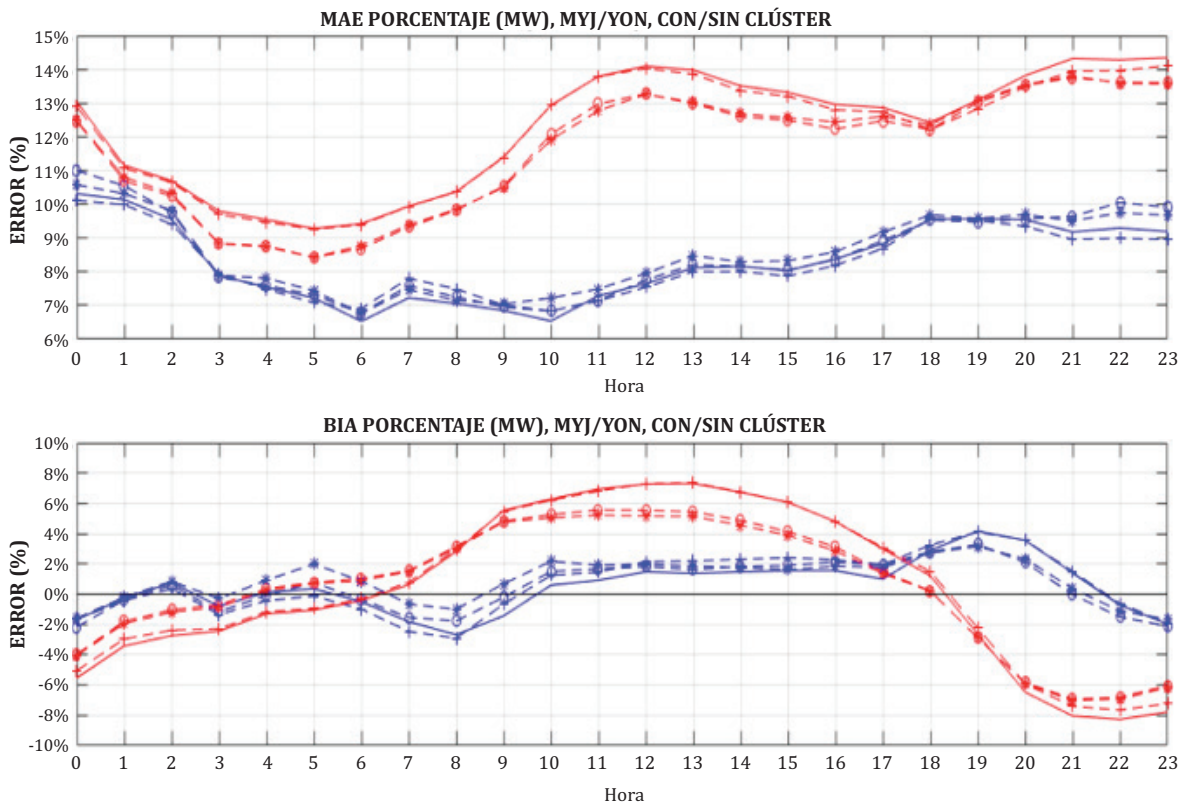 MAE PORCENTAJE (MW), MYJ/YON, CON/SIN CLÚSTER
15%
14%
13%
12%
11%
10%
9%
8%
7%
6%
ERROR (%)
0 1 2 3 4 5 6 7 8 9 10 11 12 13 14 15 16 17 18 19 20 21 22 23
Hora
BIA PORCENTAJE (MW), MYJ/YON, CON/SIN CLÚSTER
10%
8%
6%
4%
2%
0%
-2%
-4%
-6%
-8%
-10%
ERROR (%)
0 1 2 3 4 5 6 7 8 9 10 11 12 13 14 15 16 17 18 19 20 21 22 23
Hora